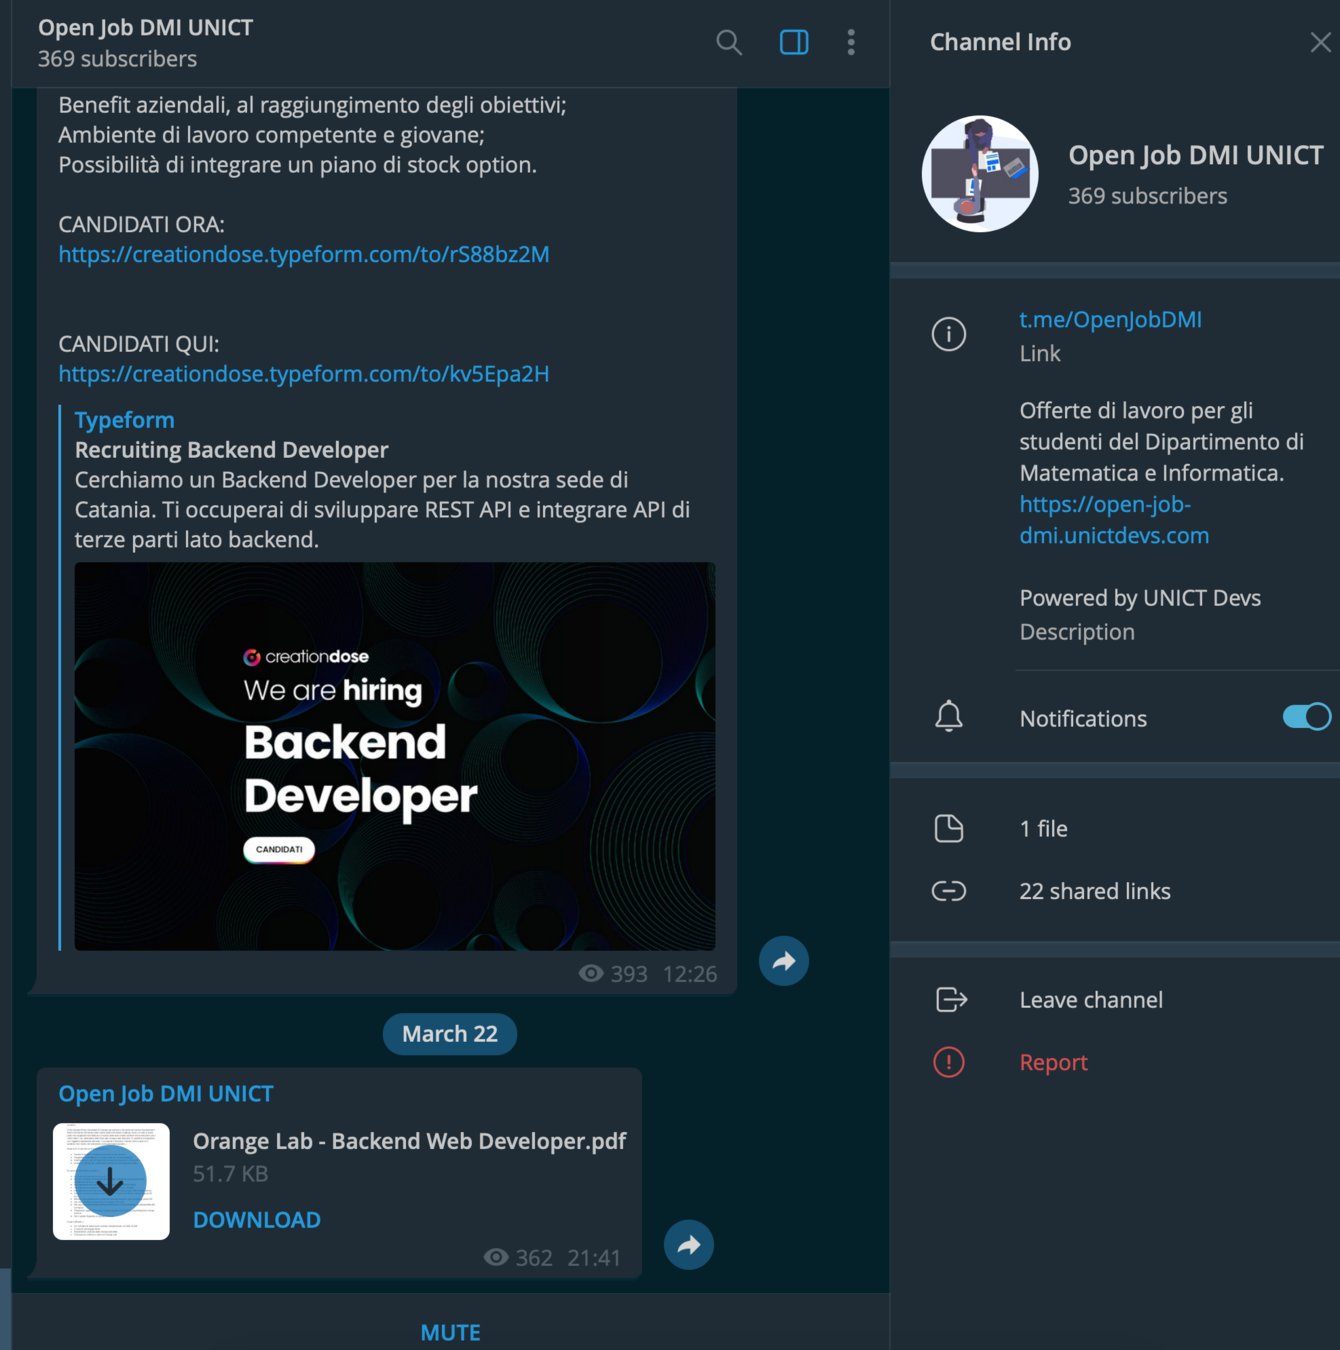 Open Job DMI UNICT
369 subscribers
Benefit aziendali, al raggiungimento degli obiettivi;
Ambiente di lavoro competente e giovane;
Possibilità di integrare un piano di stock option.
CANDIDATI ORA:
https://creationdose.typeform.com/to/rS88bz2M
CANDIDATI QUI:
https://creationdose.typeform.com/to/kv5Epa2H
Typeform
Recruiting Backend Developer
Cerchiamo un Backend Developer per la nostra sede di
Catania. Ti occuperai di sviluppare REST API e integrare API di
terze parti lato backend.
creationdose
We are hiring
Backend
Developer
CANDIDATI
393 12:26
March 22
Open Job DMI UNICT
Orange Lab - Backend Web Developer.pdf
51.7 KB
DOWNLOAD
362 21:41
MUTE
Channel Info
Open Job DMI UNICT
369 subscribers
t.me/OpenJobDMI
Link
Offerte di lavoro per gli
studenti del Dipartimento di
Matematica e Informatica.
https://open-job-
dmi.unictdevs.com
Powered by UNICT Devs
Description
Notifications
1 file
22 shared links
Leave channel
Report